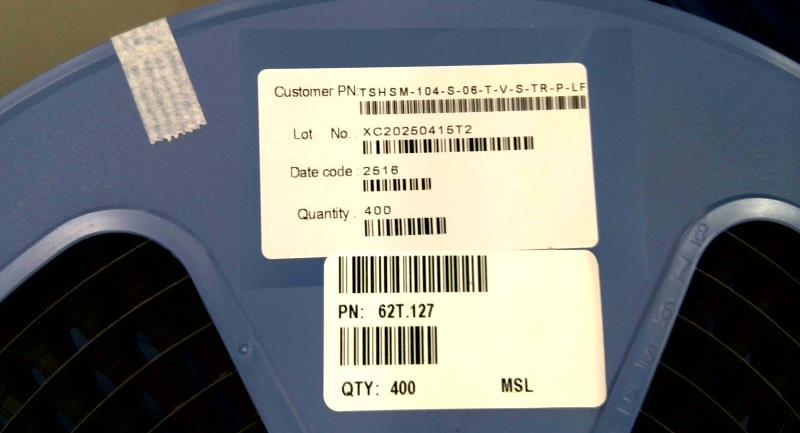 Customer PN:TSHSM-104-S-06-T-V-S-TR-P-LF
Lot No. XC20250415T2
Date code : 2516
Quantity : 400
PN: 62T.127
QTY: 400 MSL